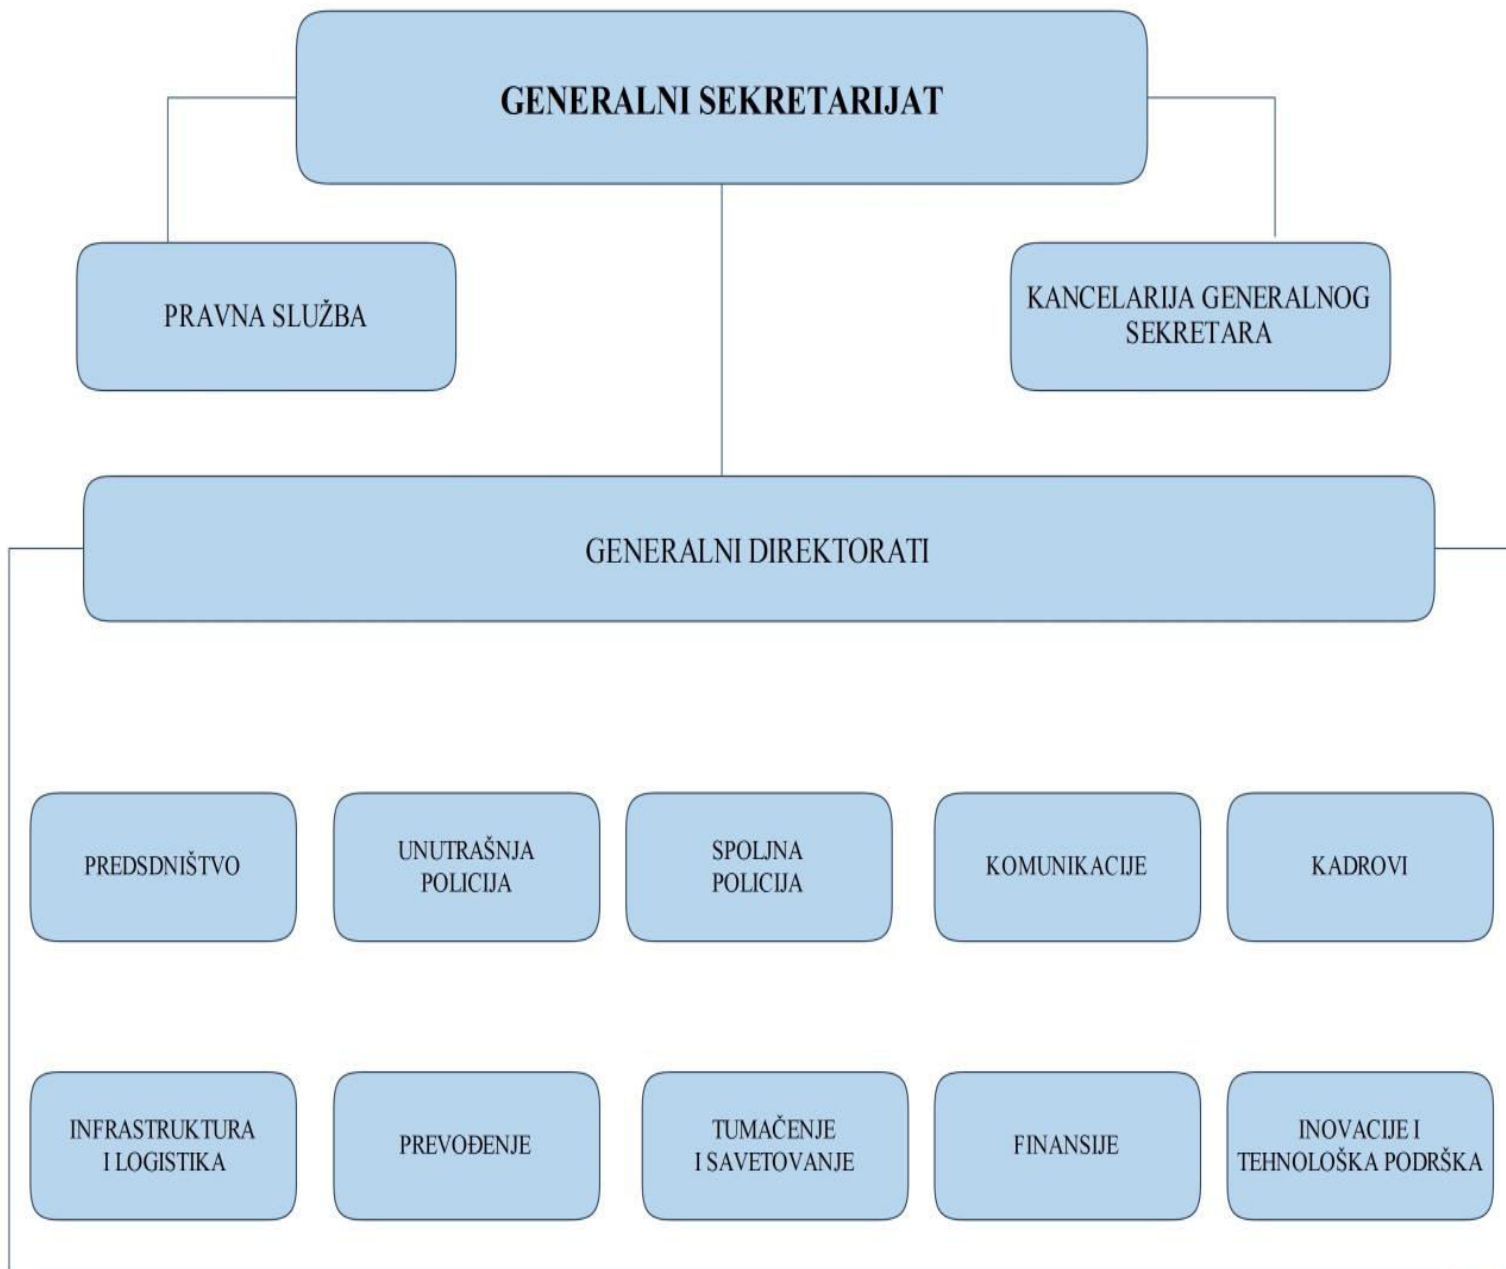 GENERALNI SEKRETARIJAT
PRAVNA SLUŽBA
KANCELARIJA GENERALNOG
SEKRETARA
GENERALNI DIREKTORATI
PREDSDNIŠTVO
UNUTRAŠNJA
POLICIJA
SPOLJNA
POLICIJA
KOMUNIKACIJE
KADROVI
INFRASTRUKTURA
I LOGISTIKA
PREVOĐENJE
TUMAČENJE
I SAVETOVANJE
FINANSIJE
INOVACIJE I
TEHNOLOŠKA PODRŠKA